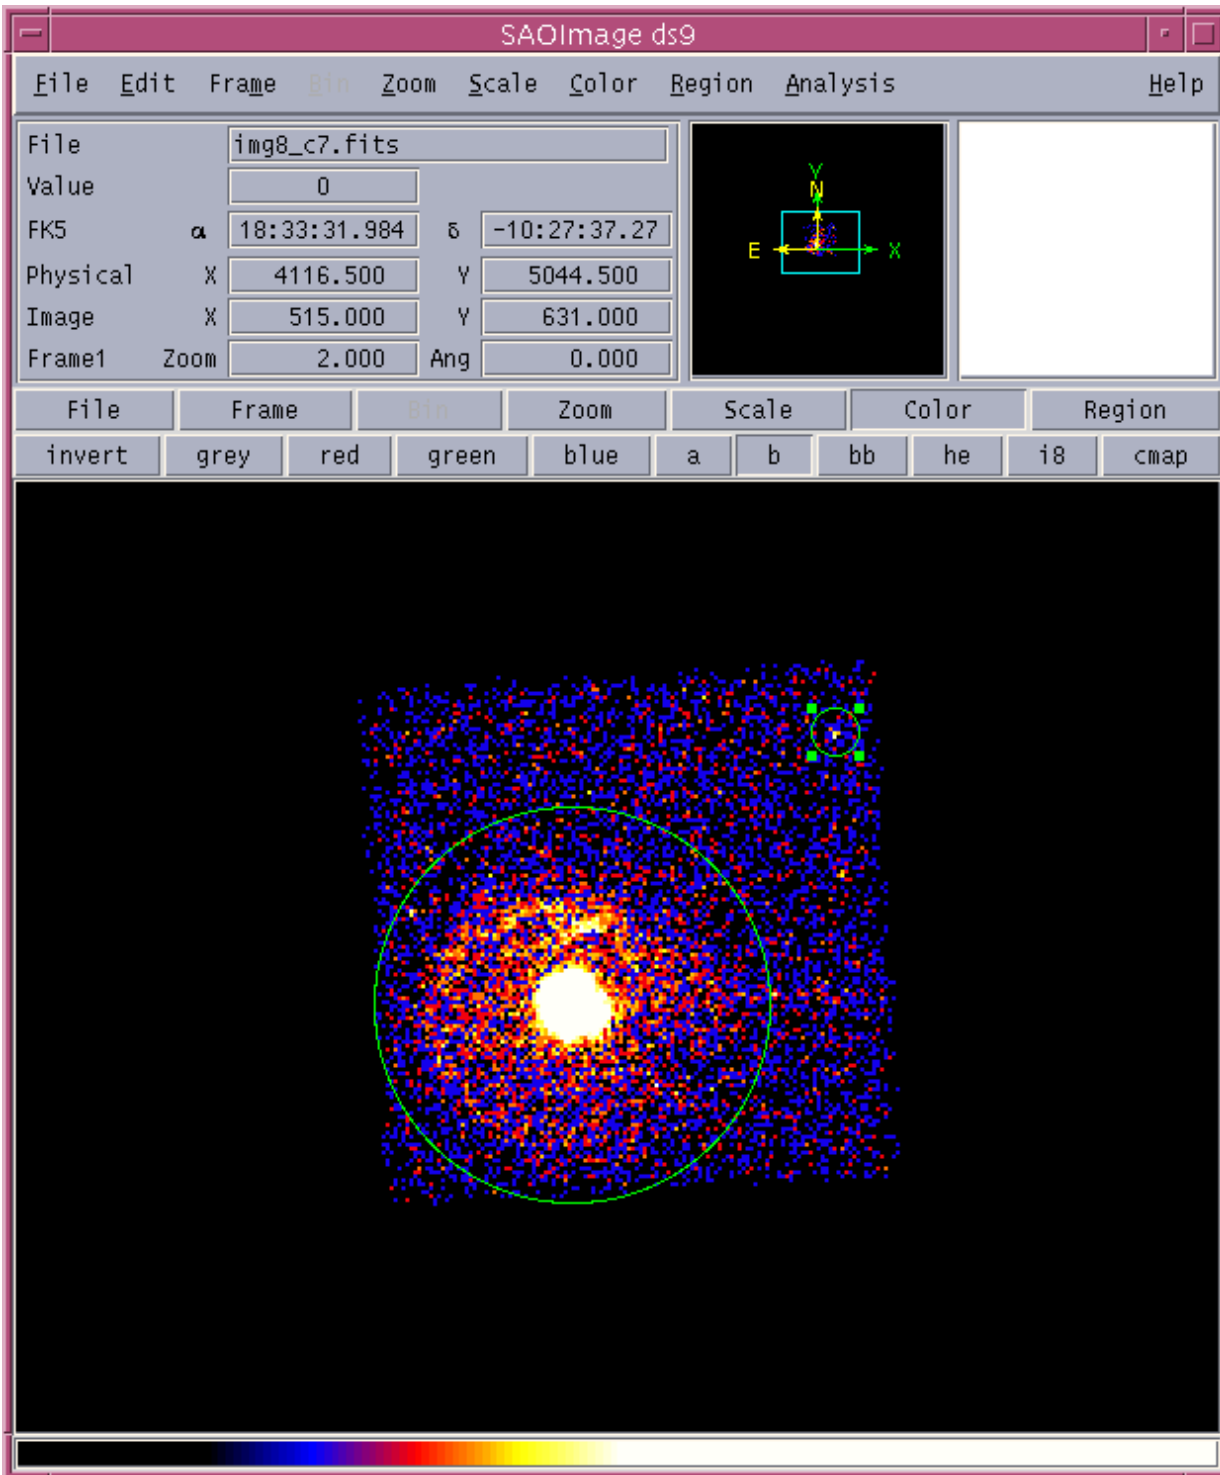 SAOImage ds9
File Edit Frame Bin Zoom Scale Color Region Analysis Help
File img8_c7.fits
Value 0
FK5 α 18:33:31.984 δ -10:27:37.27
Physical X 4116.500 Y 5044.500
Image X 515.000 Y 631.000
Frame1 Zoom 2.000 Ang 0.000
Y
N
E X
File Frame Bin Zoom Scale Color Region
invert grey red green blue a b bb he i8 cmap